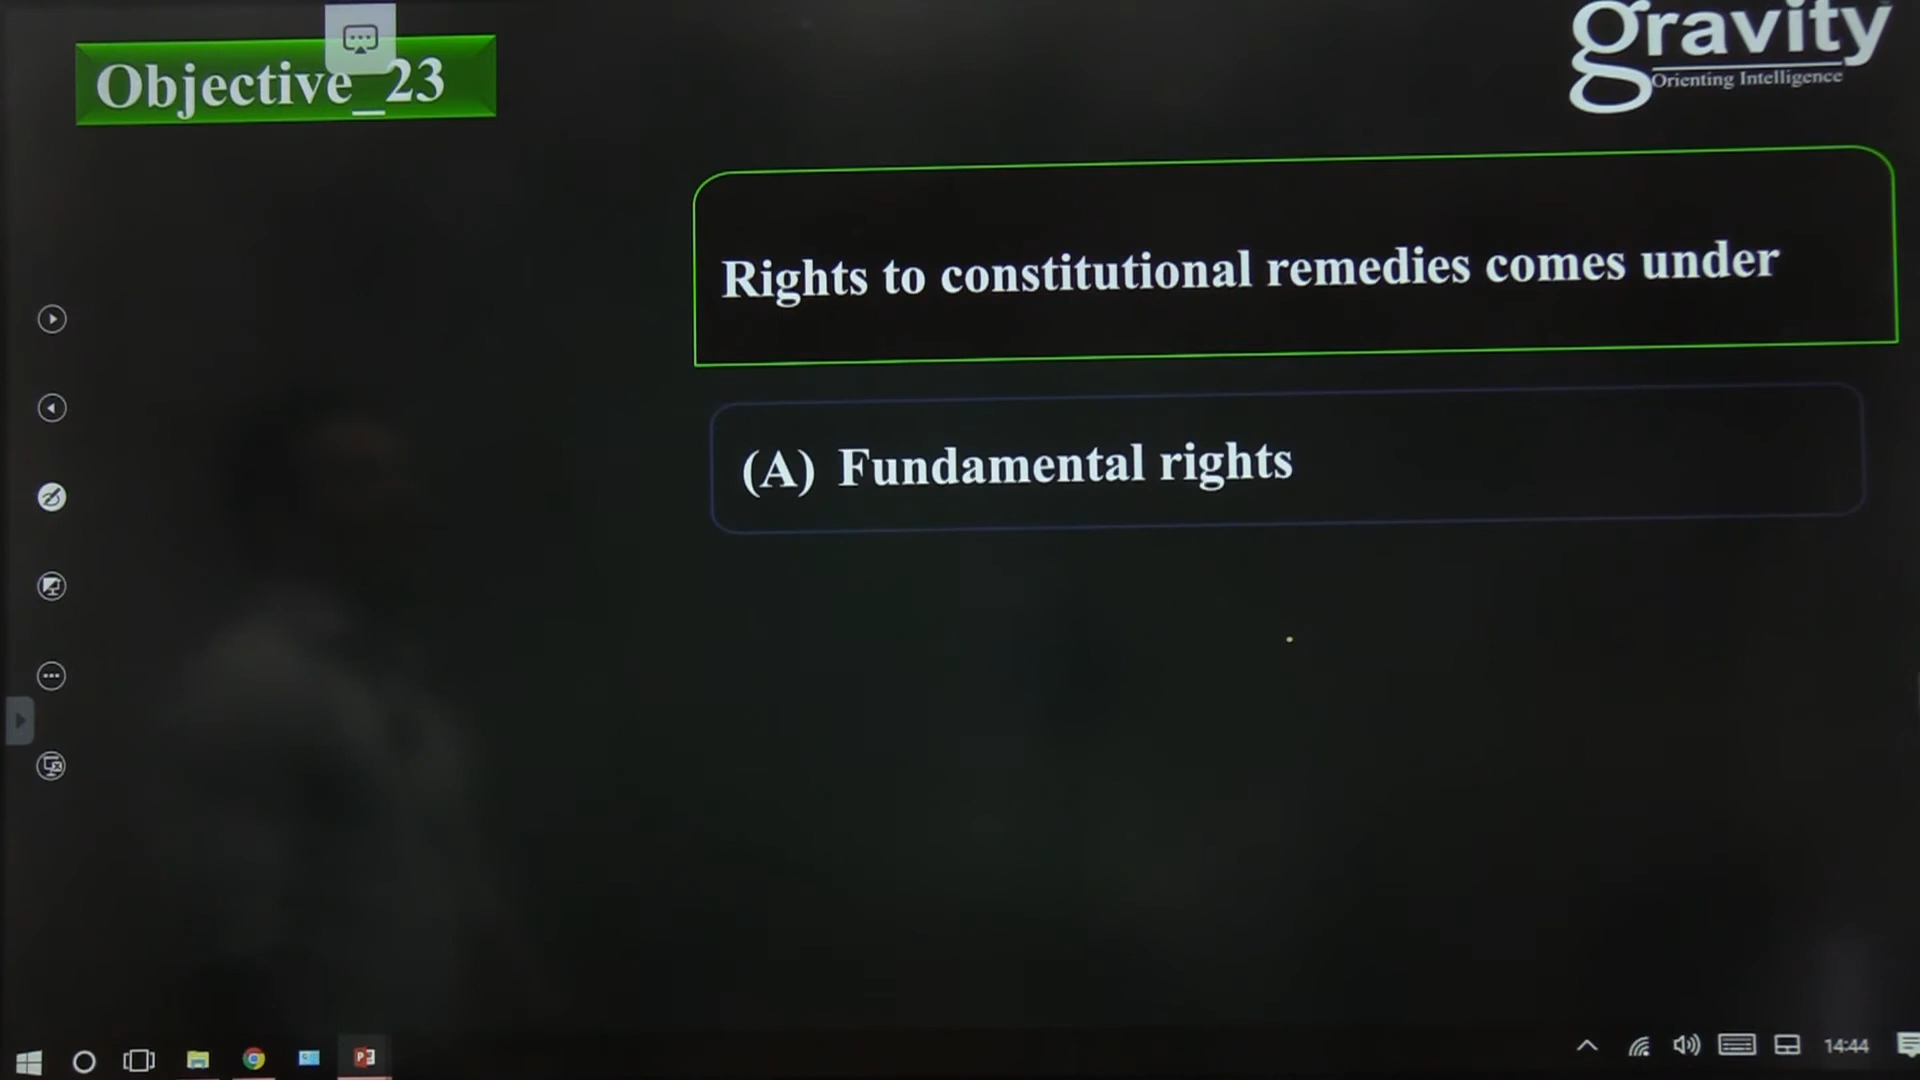 Objective_23
gravity
Orienting Intelligence
Rights to constitutional remedies comes under
(A) Fundamental rights
14:44